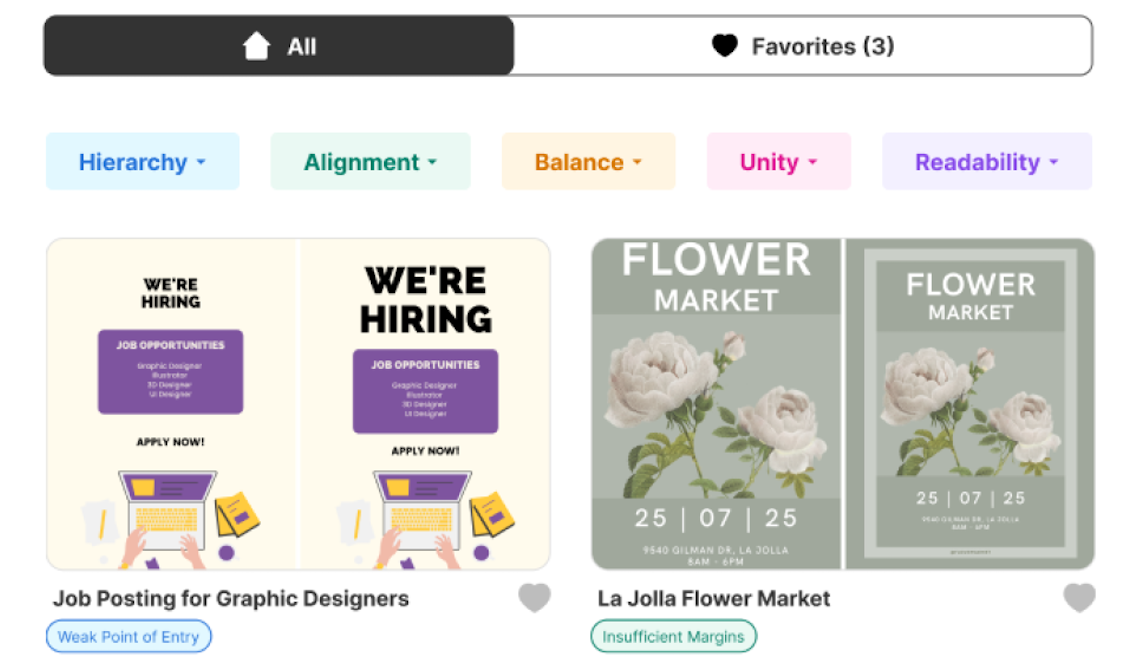 All
Favorites (3)
Hierarchy
Alignment
Balance
Unity
Readability
WE'RE
HIRING
JOB OPPORTUNITIES
Graphic Designer
Illustrator
3D Designer
UI Designer
APPLY NOW!
WE'RE
HIRING
JOB OPPORTUNITIES
Graphic Designer
Illustrator
3D Designer
UI Designer
APPLY NOW!
FLOWER
MARKET
25 | 07 | 25
9540 GILMAN DR, LA JOLLA
8AM - 6PM
FLOWER
MARKET
25 | 07 | 25
9540 GILMAN DR, LA JOLLA
8AM - 6PM
Job Posting for Graphic Designers
Weak Point of Entry
La Jolla Flower Market
Insufficient Margins